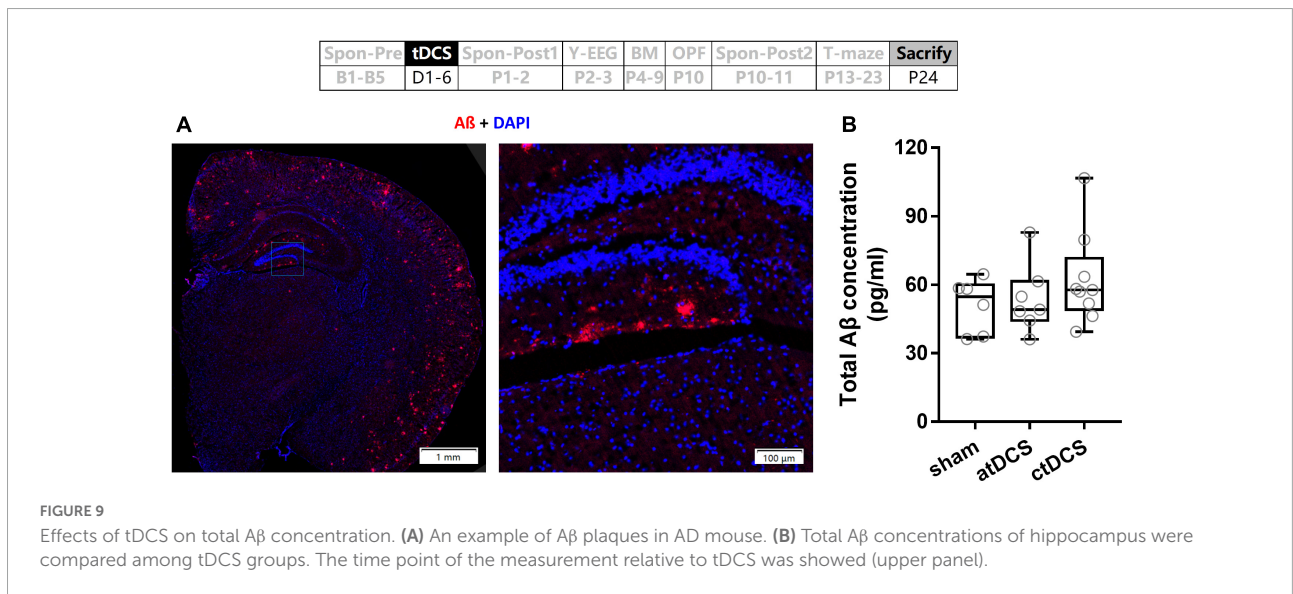 Spon-Pre tDCS Spon-Post1 Y-EEG BM OPF Spon-Post2 T-maze Sacrify
B1-B5 D1-6 P1-2 P2-3 P4-9 P10 P10-11 P13-23 P24
A
Aß + DAPI
1 mm
100 µm
B
Total Aβ concentration
(pg/ml)
120
90
60
30
0
sham
atDCS
ctDCS
FIGURE 9
Effects of tDCS on total Aβ concentration. (A) An example of Aβ plaques in AD mouse. (B) Total Aβ concentrations of hippocampus were
compared among tDCS groups. The time point of the measurement relative to tDCS was showed (upper panel).